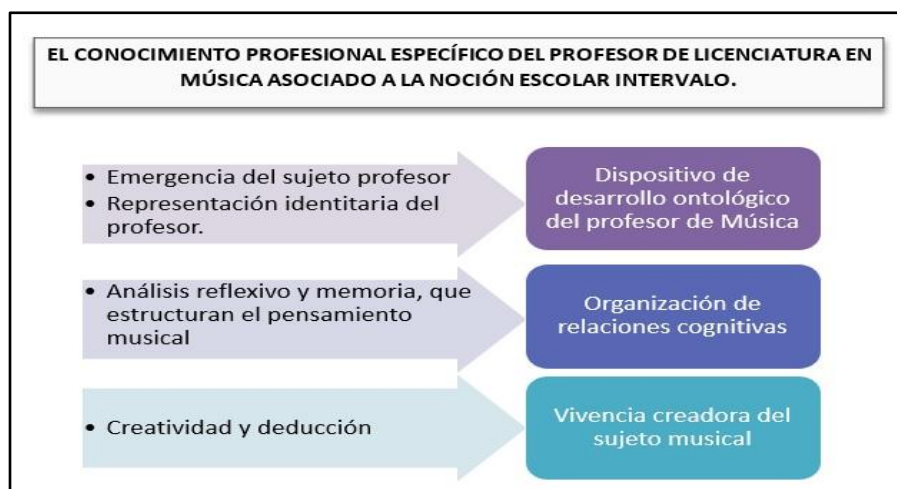 EL CONOCIMIENTO PROFESIONAL ESPECÍFICO DEL PROFESOR DE LICENCIATURA EN
MÚSICA ASOCIADO A LA NOCIÓN ESCOLAR INTERVALO.
• Emergencia del sujeto profesor
• Representación identitaria del
profesor.
Dispositivo de
desarrollo ontológico
del profesor de Música
• Análisis reflexivo y memoria, que
estructuran el pensamiento
musical
Organización de
relaciones cognitivas
• Creatividad y deducción
Vivencia creadora del
sujeto musical